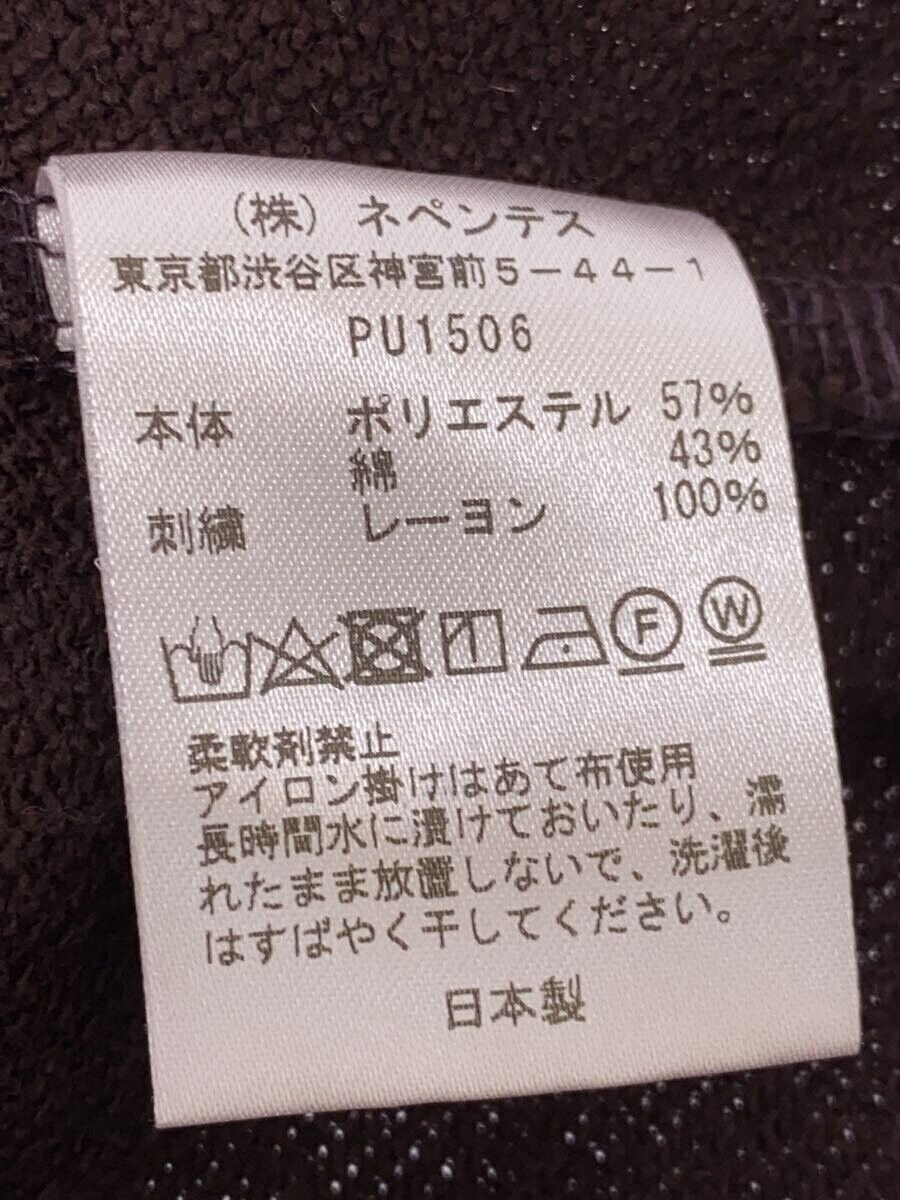 （株）ネペンテス
東京都渋谷区神宮前5-44-1
PU1506
本体 ポリエステル 57%
綿 43%
刺繍 レーヨン 100%
F W
柔軟剤禁止
アイロン掛けはあて布使用
長時間水に漬けておいたり、濡
れたまま放置しないで、洗濯後
はすばやく干してください。
日本製